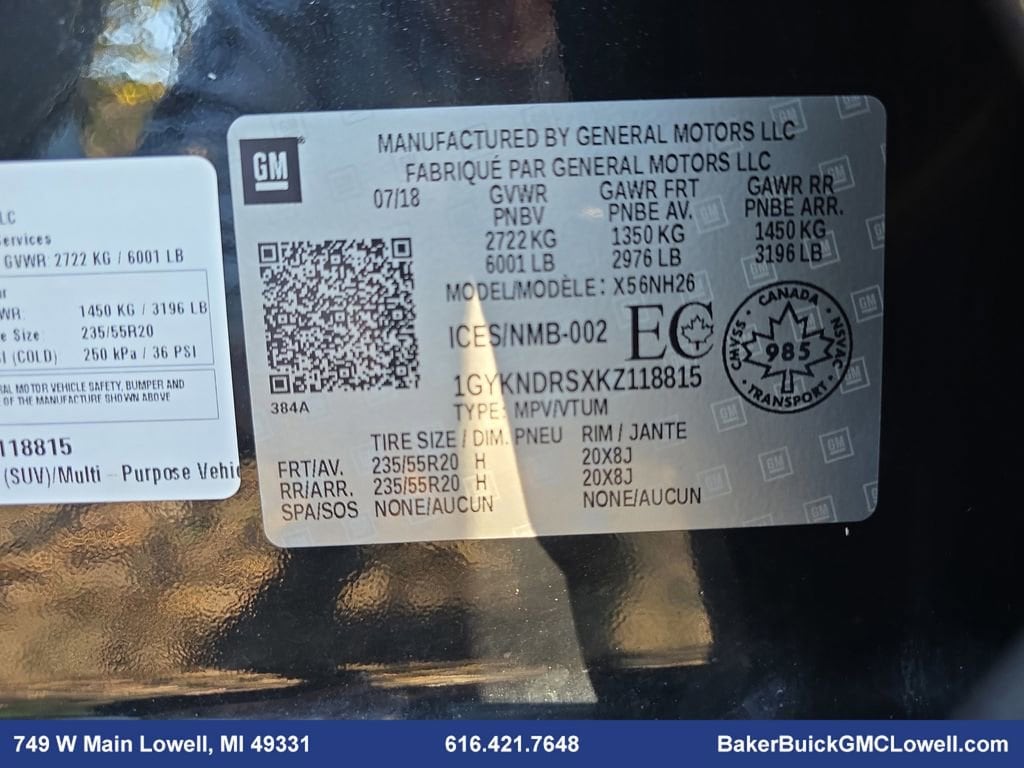 LC
Services
GVWR 2722 KG / 6001 LB
1450 KG / 3196 LB
Size
235/55R20
(COLD)
250 kPa / 36 PSI
MOTOR VEHICLE SAFETY, BUMPER AND
OF THE MANUFACTURE SHOWN ABOVE
118815
(SUV)/Multi - Purpose
GM
MANUFACTURED BY GENERAL MOTORS LLC
FABRIQUÉ PAR GENERAL MOTORS LLC
07/18
GVWR
PNBV
2722 KG
6001 LB
GAWR FRT
PNBE AV.
1350 KG
2976 LB
GAWR RR
PNBE ARR.
1450 KG
3196 LB
MODEL/MODÈLE: X56NH26
ICES/NMB-002
EC
CANADA
CMVSS
985
NSVAC
TRANSPORT
384A
1GYKNDRSXKZ118815
TYPE: MPV/VTUM
TIRE SIZE / DIM. PNEU RIM / JANTE
FRT/AV. 235/55R20 H 20X8J
RR/ARR. 235/55R20 H 20X8J
SPA/SOS NONE/AUCUN NONE/AUCUN
749 W Main Lowell, MI 49331
616.421.7648
BakerBuickGMCLowell.com